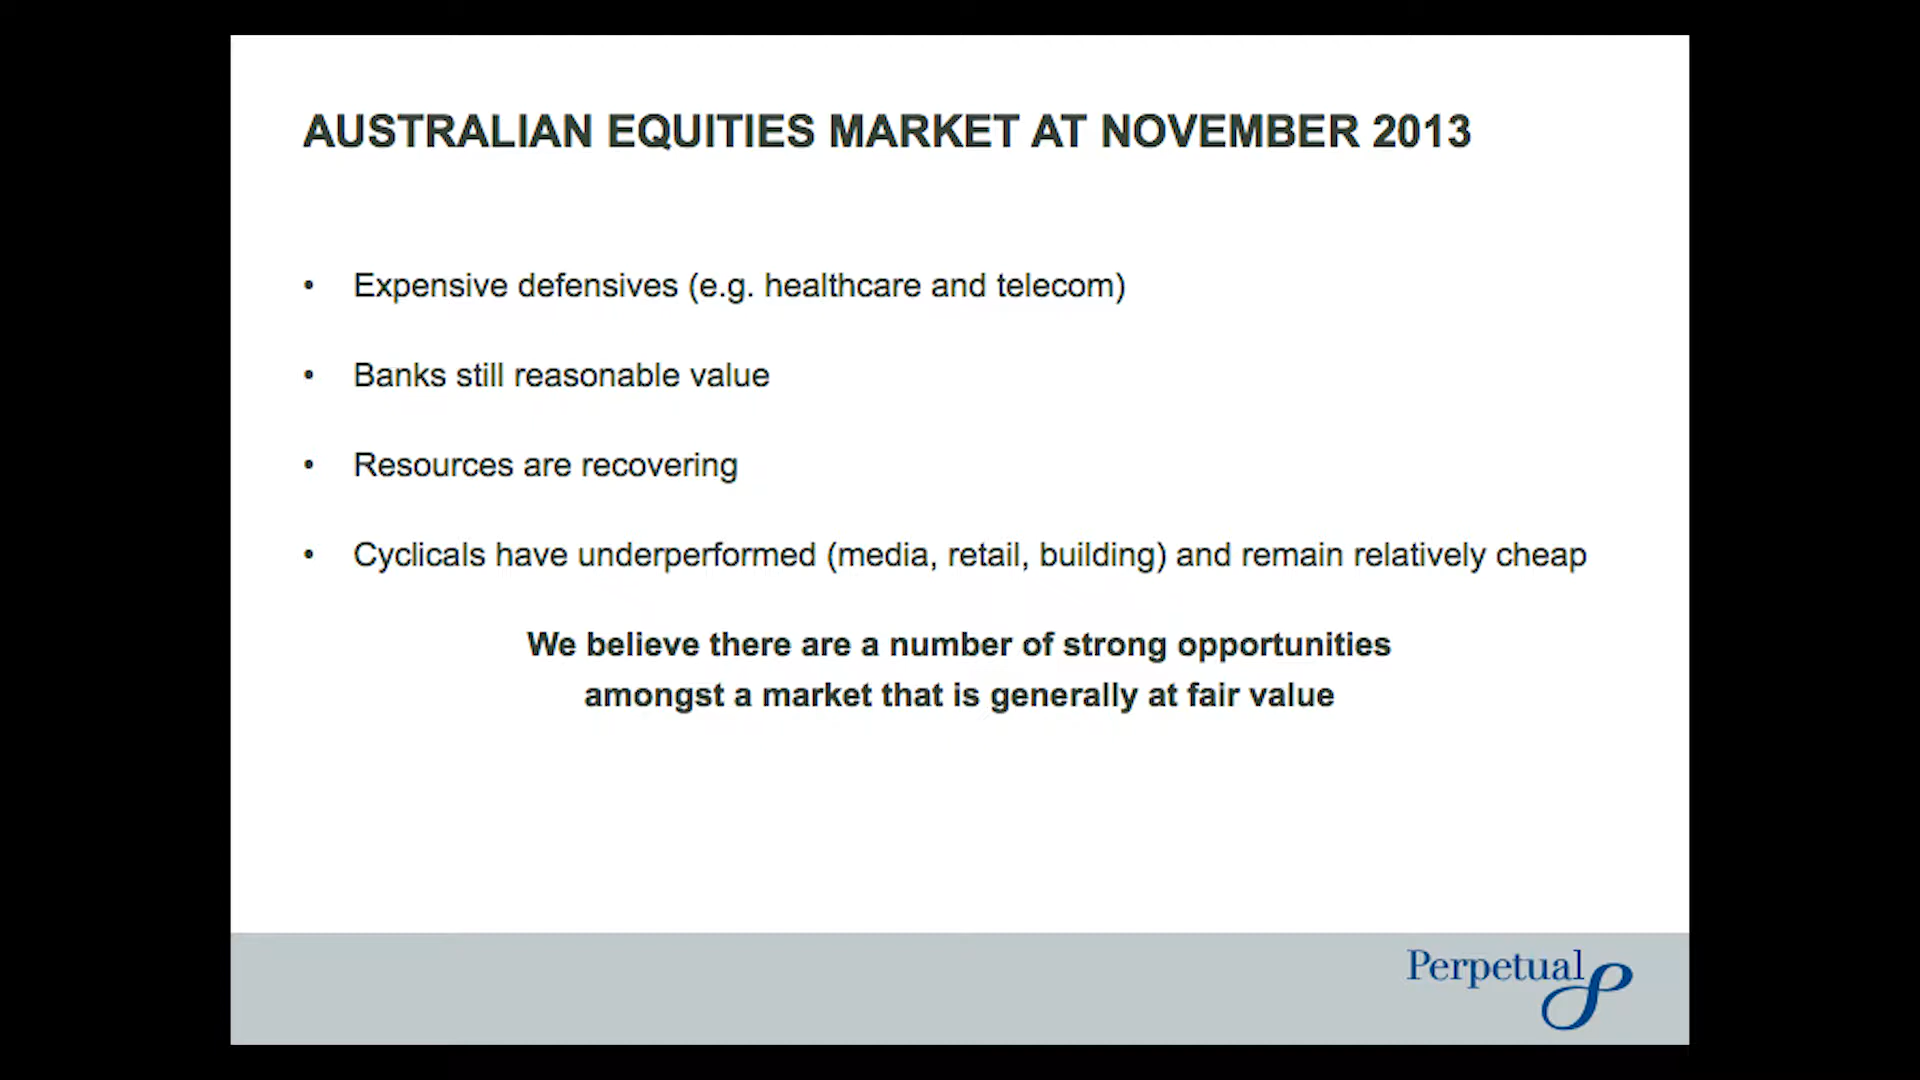 AUSTRALIAN EQUITIES MARKET AT NOVEMBER 2013
• Expensive defensives (e.g. healthcare and telecom)
• Banks still reasonable value
• Resources are recovering
• Cyclicals have underperformed (media, retail, building) and remain relatively cheap
We believe there are a number of strong opportunities
amongst a market that is generally at fair value
Perpetual